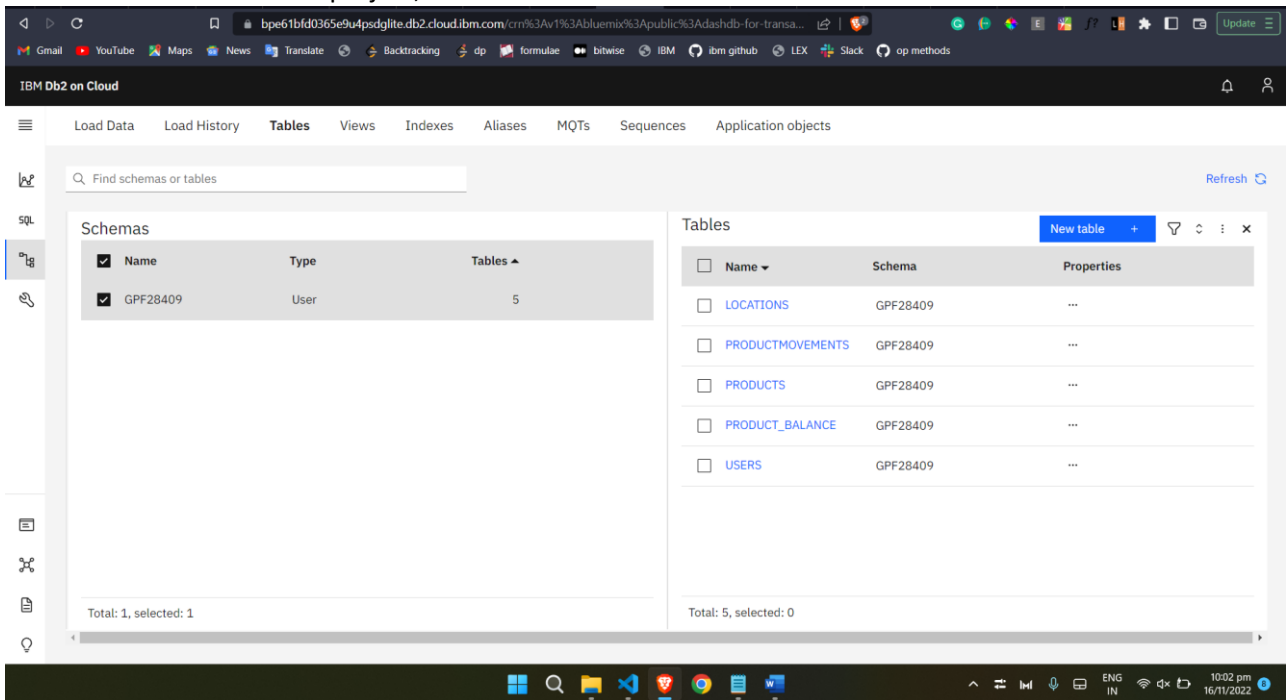 bpe61bfd0365e9u4psdglite.db2.cloud.ibm.com/crn%3Av1%3Abluemix%3Apublic%3Adashdb-for-transa... Update
Gmail YouTube Maps News Translate Backtracking dp formulae bitwise IBM ibm github LEX Slack op methods
IBM Db2 on Cloud
Load Data Load History Tables Views Indexes Aliases MQTs Sequences Application objects
Find schemas or tables Refresh
SQL
Schemas Tables New table +
Name Type Tables Name Schema Properties
GPF28409 User 5
LOCATIONS GPF28409 ...
PRODUCTMOVEMENTS GPF28409 ...
PRODUCTS GPF28409 ...
PRODUCT_BALANCE GPF28409 ...
USERS GPF28409 ...
Total: 1, selected: 1 Total: 5, selected: 0
ENG 10:02 pm
IN 16/11/2022 8